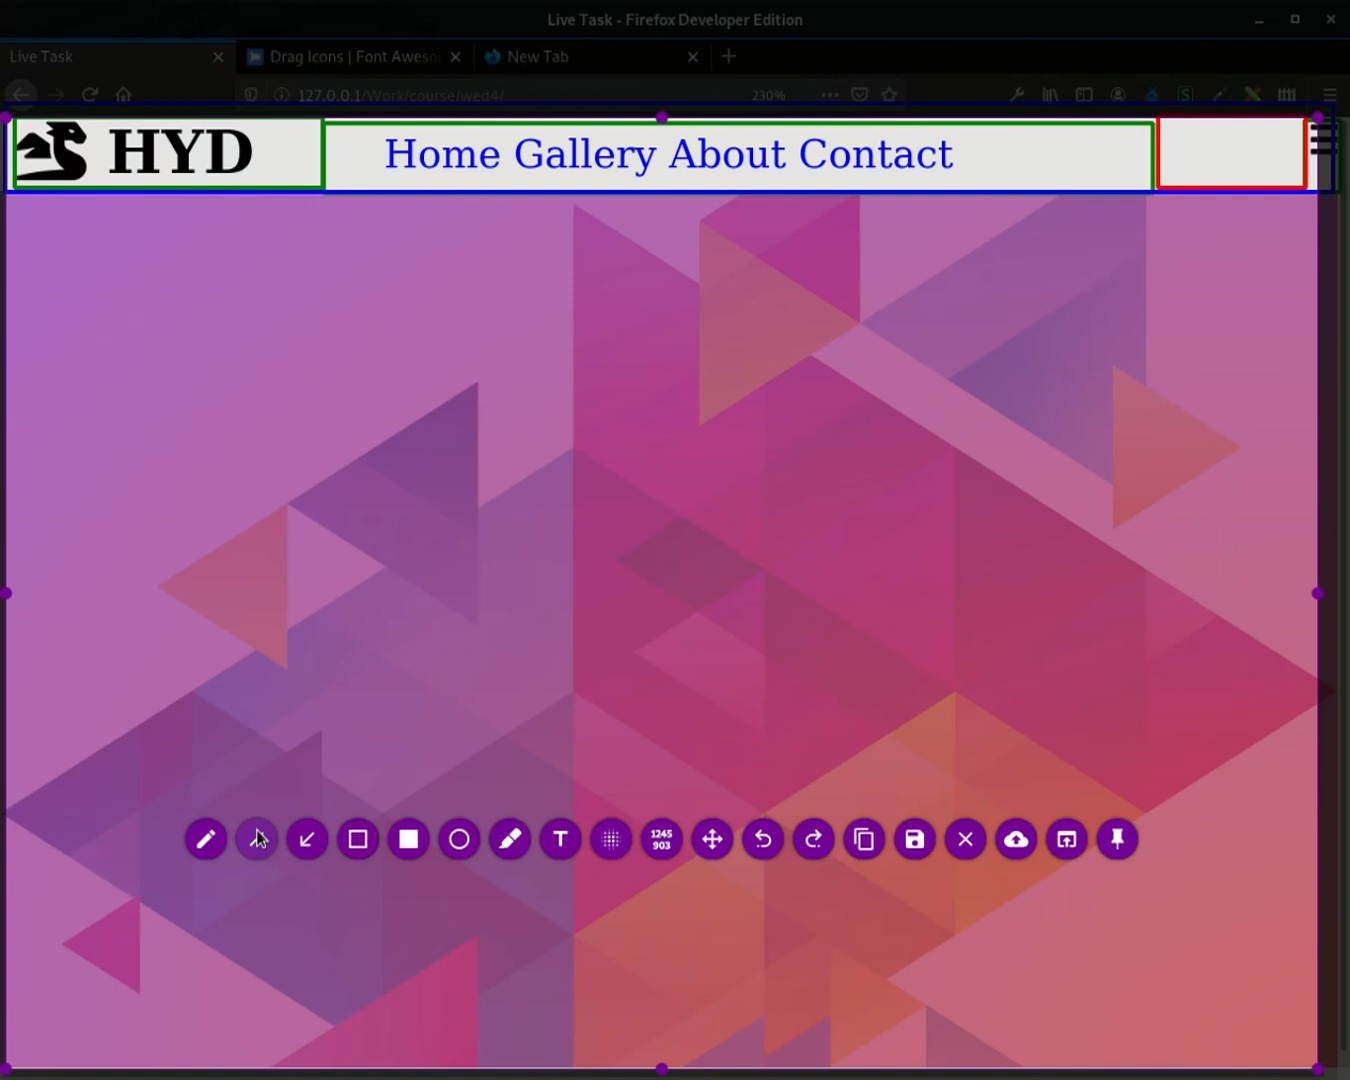 Live Task - Firefox Developer Edition
Live Task
Drag Icons | Font Aweso
New Tab
127.0.0.1/Work/course/wed4/
230%
HYD
Home Gallery About Contact
T
1245
903